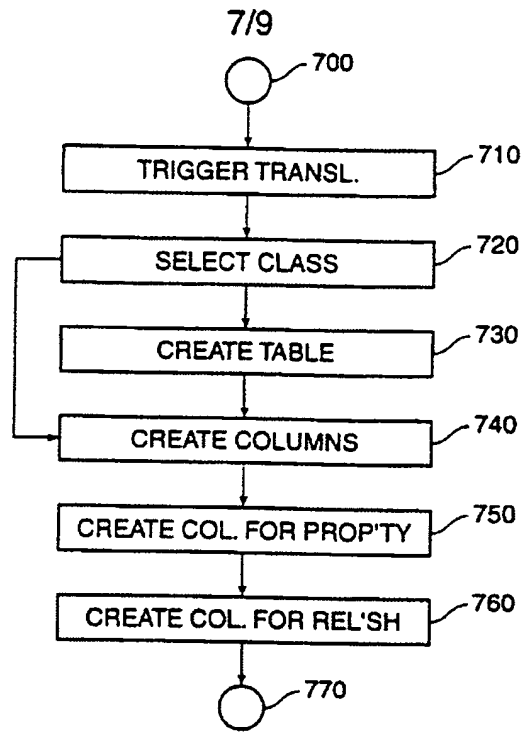 7/9
700
TRIGGER TRANSL.
710
SELECT CLASS
720
CREATE TABLE
730
CREATE COLUMNS
740
CREATE COL. FOR PROP'TY
750
CREATE COL. FOR REL'SH
760
770